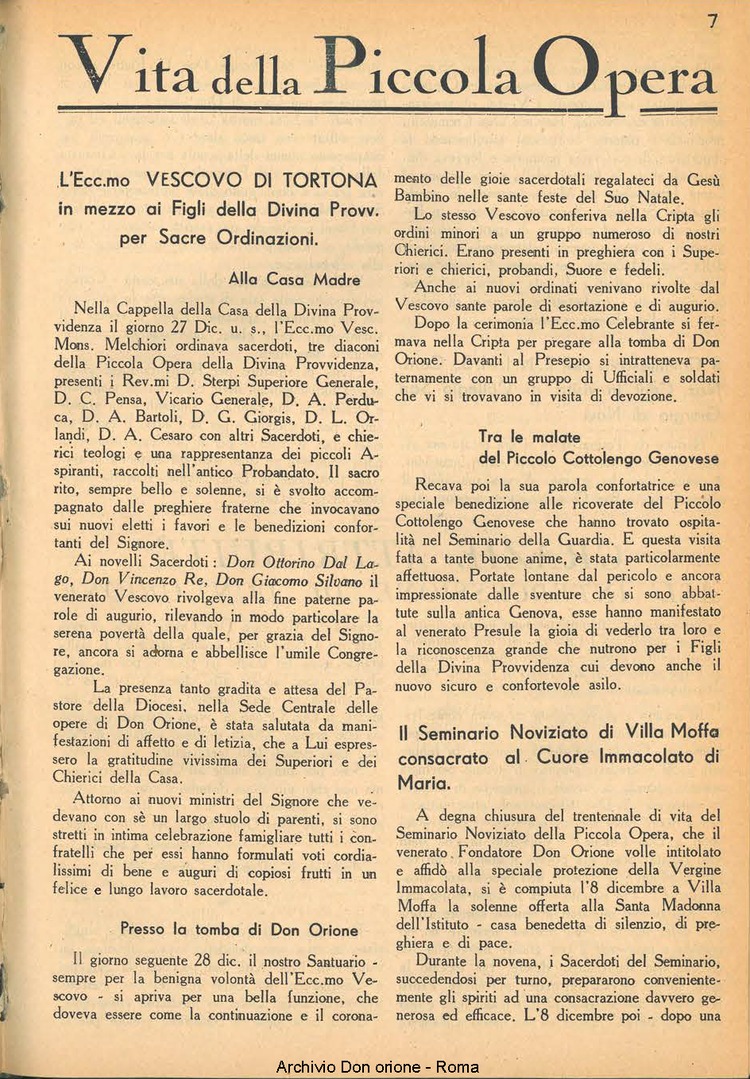 7
Vita della Piccola Opera
L'Ecc.mo VESCOVO DI TORTONA
in mezzo ai Figli della Divina Provv.
per Sacre Ordinazioni.
Alla Casa Madre
Nella Cappella della Casa della Divina Prov-
videnza il giorno 27 Dic. u. s., l'Ecc.mo Vesc.
Mons. Melchiori ordinava sacerdoti, tre diaconi
della Piccola Opera della Divina Provvidenza,
presenti i Rev.mi D. Sterpi Superiore Generale,
D. C. Pensa, Vicario Generale, D. A. Perdu-
ca, D. A. Bartoli, D. G. Giorgis, D. L. Or-
landi, D. A. Cesaro con altri Sacerdoti, e chie-
rici teologi e una rappresentanza dei piccoli A-
spiranti, raccolti nell'antico Probandato. Il sacro
rito, sempre bello e solenne, si è svolto accom-
pagnato dalle preghiere fraterne che invocavano
sui nuovi eletti i favori e le benedizioni confor-
tanti del Signore.
Ai novelli Sacerdoti : Don Ottorino Dal La-
go, Don Vincenzo Re, Don Giacomo Silvano il
venerato Vescovo rivolgeva alla fine paterne pa-
role di augurio, rilevando in modo particolare la
serena povertà della quale, per grazia del Signo-
re, ancora si adorna e abbellisce l'umile Congre-
gazione.
La presenza tanto gradita e attesa del Pa-
store della Diocesi, nella Sede Centrale delle
opere di Don Orione, è stata salutata da mani-
festazioni di affetto e di letizia, che a Lui espres-
sero la gratitudine vivissima dei Superiori e dei
Chierici della Casa.
Attorno ai nuovi ministri del Signore che ve-
devano con sè un largo stuolo di parenti, si sono
stretti in intima celebrazione famigliare tutti i con-
fratelli che per essi hanno formulati voti cordia-
lissimi di bene e auguri di copiosi frutti in un
felice e lungo lavoro sacerdotale.
Presso la tomba di Don Orione
Il giorno seguente 28 dic. il nostro Santuario -
sempre per la benigna volontà dell'Ecc.mo Ve-
scovo - si apriva per una bella funzione, che
doveva essere come la continuazione e il corona-
mento delle gioie sacerdotali regalateci da Gesù
Bambino nelle sante feste del Suo Natale.
Lo stesso Vescovo conferiva nella Cripta gli
ordini minori a un gruppo numeroso di nostri
Chierici. Erano presenti in preghiera con i Supe-
riori e chierici, probandi, Suore e fedeli.
Anche ai nuovi ordinati venivano rivolte dal
Vescovo sante parole di esortazione e di augurio.
Dopo la cerimonia l'Ecc.mo Celebrante si fer-
mava nella Cripta per pregare alla tomba di Don
Orione. Davanti al Presepio si intratteneva pa-
ternamente con un gruppo di Ufficiali e soldati
che vi si trovavano in visita di devozione.
Tra le malate
del Piccolo Cottolengo Genovese
Recava poi la sua parola confortatrice e una
speciale benedizione alle ricoverate del Piccolo
Cottolengo Genovese che hanno trovato ospita-
lità nel Seminario della Guardia. E questa visita
fatta a tante buone anime, è stata particolarmente
affettuosa. Portate lontane dal pericolo e ancora
impressionate dalle sventure che si sono abbat-
tute sulla antica Genova, esse hanno manifestato
al venerato Presule la gioia di vederlo tra loro e
la riconoscenza grande che nutrono per i Figli
della Divina Provvidenza cui devono anche il
nuovo sicuro e confortevole asilo.
Il Seminario Noviziato di Villa Moffa
consacrato al Cuore Immacolato di
Maria.
A degna chiusura del trentennale di vita del
Seminario Noviziato della Piccola Opera, che il
venerato Fondatore Don Orione volle intitolato
e affidò alla speciale protezione della Vergine
Immacolata, si è compiuta l'8 dicembre a Villa
Moffa la solenne offerta alla Santa Madonna
dell'Istituto - casa benedetta di silenzio, di pre-
ghiera e di pace.
Durante la novena, i Sacerdoti del Seminario,
succedendosi per turno, prepararono conveniente-
mente gli spiriti ad una consacrazione davvero ge-
nerosa ed efficace. L'8 dicembre poi - dopo una
Archivio Don orione - Roma